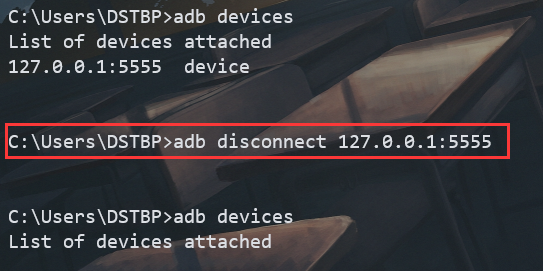 C:\Users\DSTBP>adb devices
List of devices attached
127.0.0.1:5555  device
C:\Users\DSTBP>adb disconnect 127.0.0.1:5555
C:\Users\DSTBP>adb devices
List of devices attached